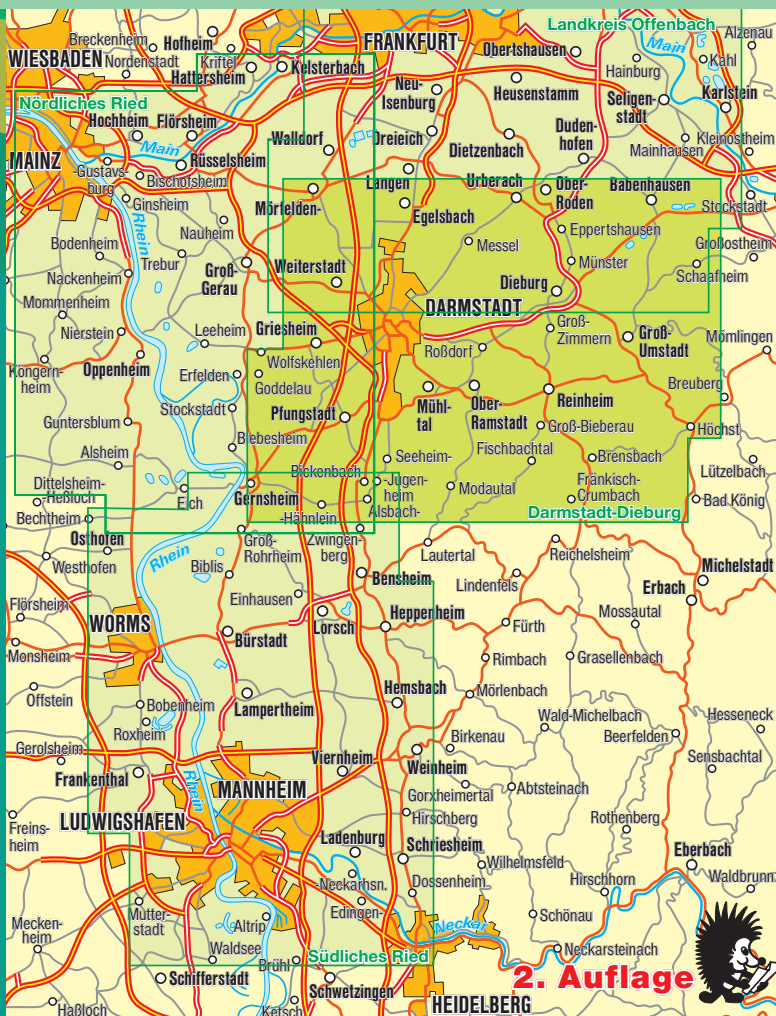 Landkreis Offenbach
Breckenheim
Hofheim
FRANKFURT
Obertshausen
Main
Alzenau
WIESBADEN
Nordenstadt
Kriftel
Hattersheim
Kelsterbach
Hainburg
Kahl
Neu-
Isenburg
Heusenstamm
Seligen-
stadt
Karlstein
Nördliches Ried
Hochheim
Flörsheim
Walldorf
Dreieich
Dietzenbach
Duden-
hofen
Kleinostheim
Mainhausen
Main
MAINZ
Rüsselsheim
-Gustavs-
burg
Bischofsheim
Ginsheim
Langen
Urberach
Ober-
Roden
Babenhausen
Stockstadt
Mörfelden-
Egelsbach
Rhein
Nauheim
Eppertshausen
Großostheim
Bodenheim
Trebur
Messel
Münster
Schaafheim
Nackenheim
Groß-
Gerau
Weiterstadt
Dieburg
Mommenheim
DARMSTADT
Nierstein
Leeheim
Griesheim
Groß-
Zimmern
Groß-
Umstadt
Mömlingen
Roßdorf
Oppenheim
Wolfskehlen
Köngern-
heim
Erfelden
Goddelau
Breuberg
Stockstadt
Pfungstadt
Mühl-
tal
Ober-
Ramstadt
Reinheim
Guntersblum
Groß-Bieberau
Höchst
Biebesheim
Fischbachtal
Alsheim
Seeheim-
Brensbach
Lützelbach
Bickenbach
-Jugen-
heim
Dittelsheim-
-Heßloch
Eich
Gernsheim
Modautal
Fränkisch-
Crumbach
Bad König
Alsbach-
-Hähnlein
Darmstadt-Dieburg
Bechtheim
Osthofen
Groß-
Rohrheim
Zwingen-
berg
Lautertal
Reichelsheim
Rhein
Westhofen
Biblis
Bensheim
Lindenfels
Michelstadt
Erbach
Einhausen
Flörsheim
Lorsch
Heppenheim
Mossautal
WORMS
Bürstadt
Fürth
Monsheim
Rimbach
Grasellenbach
Offstein
Hemsbach
Mörlenbach
Bobenheim
Roxheim
Lampertheim
Wald-Michelbach
Hesseneck
Gerolsheim
Birkenau
Beerfelden
Sensbachtal
Viernheim
Weinheim
Frankenthal
Rhein
MANNHEIM
Gorxheimertal
Abtsteinach
Freins-
heim
LUDWIGSHAFEN
Hirschberg
Rothenberg
Ladenburg
Schriesheim
Eberbach
Wilhelmsfeld
-Neckarhsn.
Dossenheim
Hirschhorn
Waldbrunn
Mutter-
stadt
Edingen-
Schönau
Mecken-
heim
Altrip
Neckar
Waldsee
Neckarsteinach
Brühl
Südliches Ried
2. Auflage
Schifferstadt
Schwetzingen
HEIDELBERG
Haßloch
Ketsch